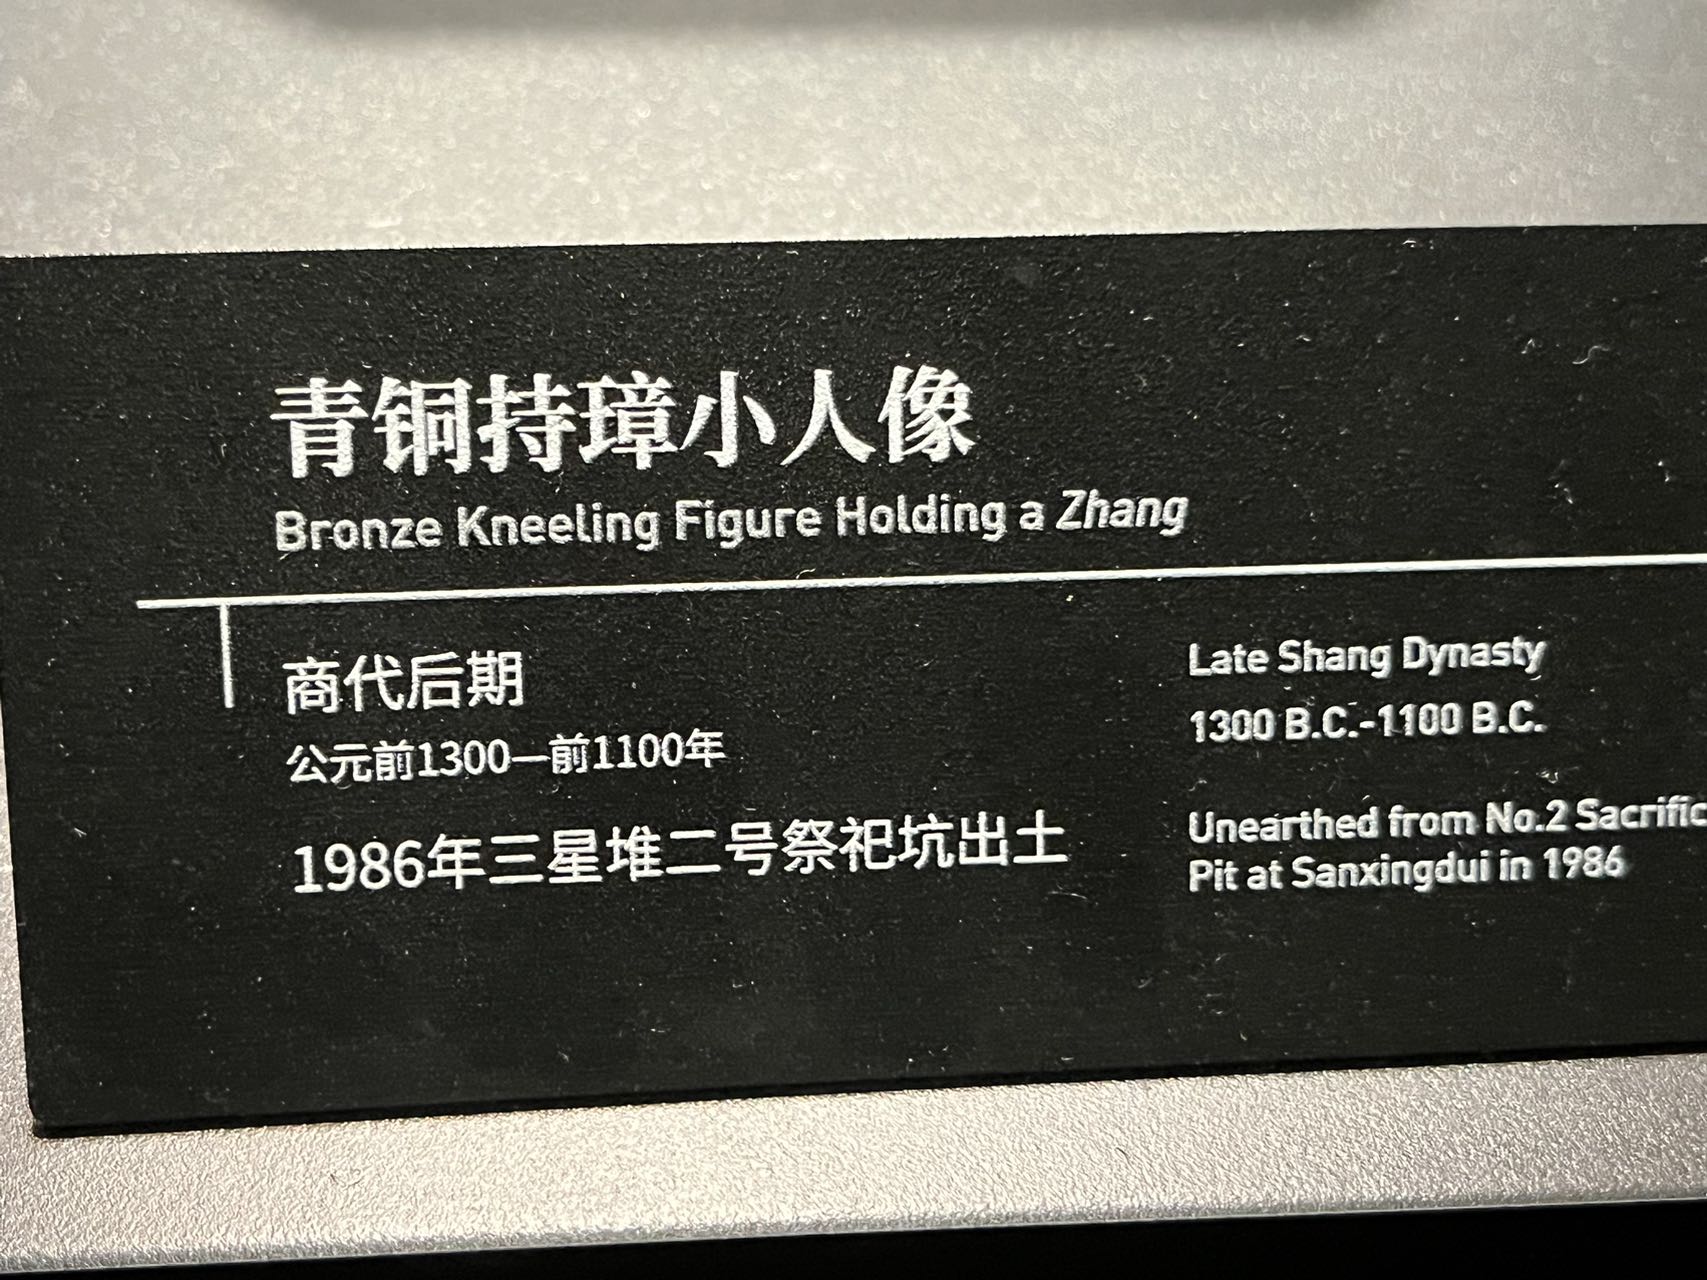 青铜持璋小人像
Bronze Kneeling Figure Holding a Zhang
商代后期
公元前1300—前1100年
1986年三星堆二号祭祀坑出土
Late Shang Dynasty
1300 B.C.-1100 B.C.
Unearthed from No.2 Sacrific
Pit at Sanxingdui in 1986